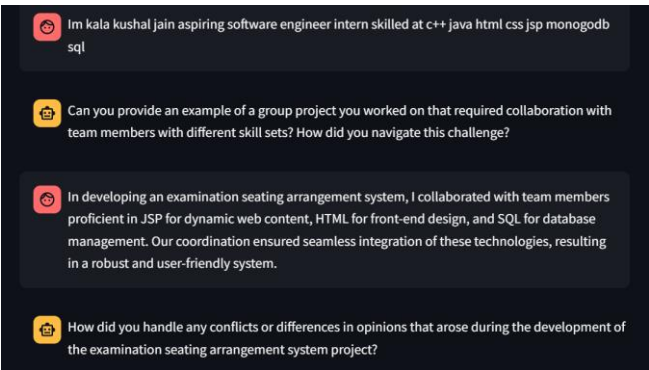 Im kala kushal jain aspiring software engineer intern skilled at c++ java html css jsp monogodb
sql
Can you provide an example of a group project you worked on that required collaboration with
team members with different skill sets? How did you navigate this challenge?
In developing an examination seating arrangement system, I collaborated with team members
proficient in JSP for dynamic web content, HTML for front-end design, and SQL for database
management. Our coordination ensured seamless integration of these technologies, resulting
in a robust and user-friendly system.
How did you handle any conflicts or differences in opinions that arose during the development of
the examination seating arrangement system project?